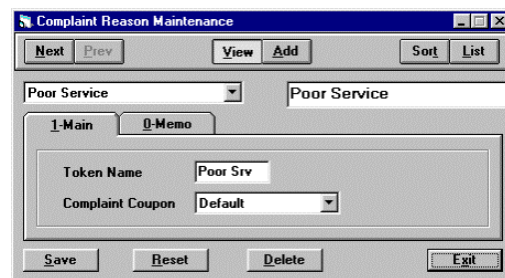 Complaint Reason Maintenance
Next Prev View Add Sort List
Poor Service Poor Service
1-Main 0-Memo
Token Name Poor Srv
Complaint Coupon Default
Save Reset Delete Exit